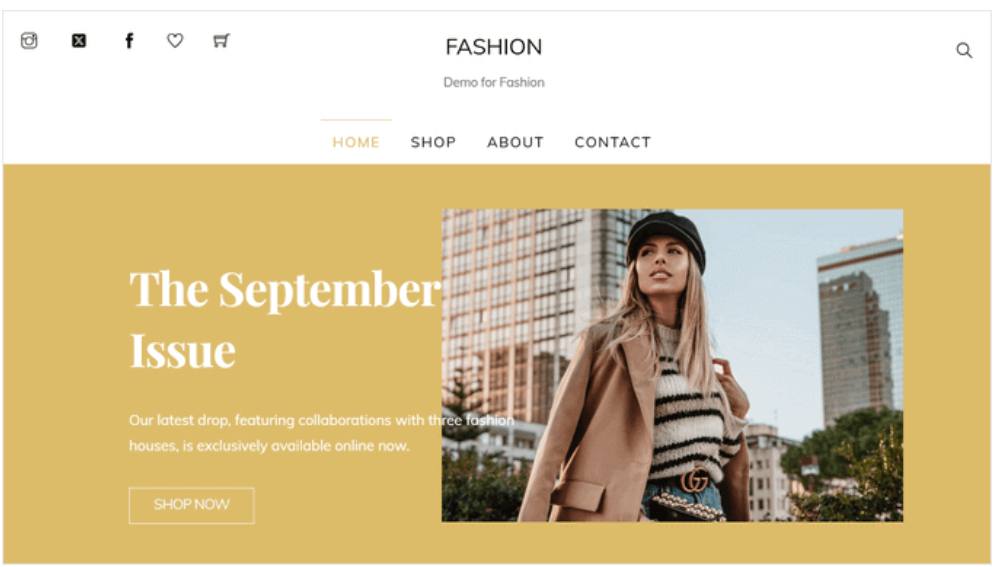 FASHION
Demo for Fashion
HOME SHOP ABOUT CONTACT
The September
Issue
Our latest drop, featuring collaborations with three fashion
houses, is exclusively available online now.
SHOP NOW